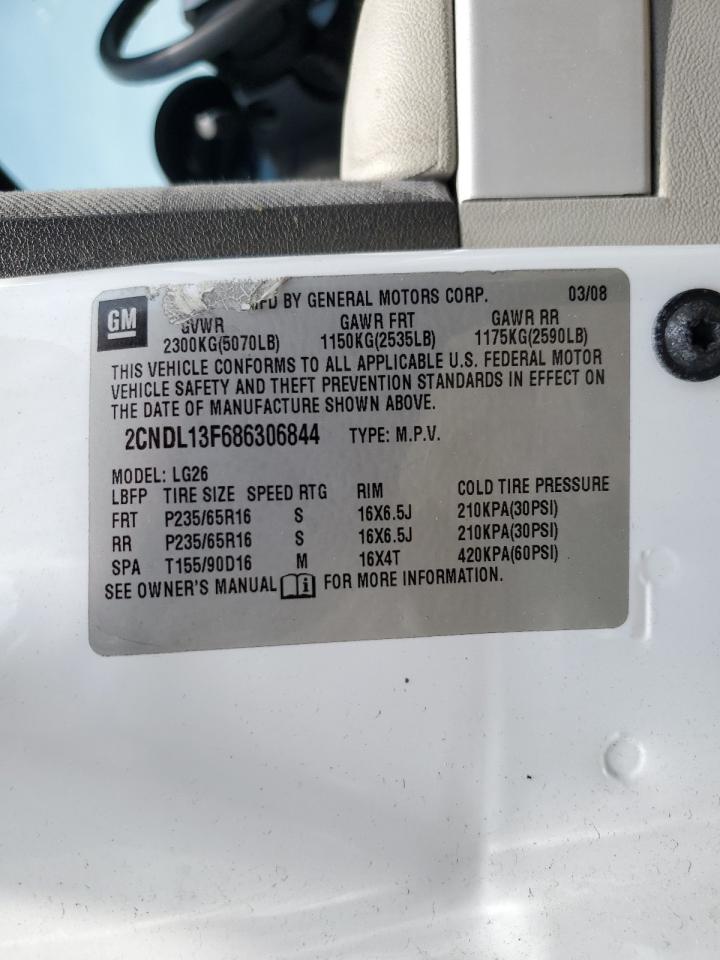 GM
MFD BY GENERAL MOTORS CORP. 03/08
GVWR GAWR FRT GAWR RR
2300KG(5070LB) 1150KG(2535LB) 1175KG(2590LB)
THIS VEHICLE CONFORMS TO ALL APPLICABLE U.S. FEDERAL MOTOR
VEHICLE SAFETY AND THEFT PREVENTION STANDARDS IN EFFECT ON
THE DATE OF MANUFACTURE SHOWN ABOVE.
2CNDL13F686306844 TYPE: M.P.V.
MODEL: LG26
LBFP TIRE SIZE SPEED RTG RIM COLD TIRE PRESSURE
FRT P235/65R16 S 16X6.5J 210KPA(30PSI)
RR P235/65R16 S 16X6.5J 210KPA(30PSI)
SPA T155/90D16 M 16X4T 420KPA(60PSI)
SEE OWNER'S MANUAL i FOR MORE INFORMATION.